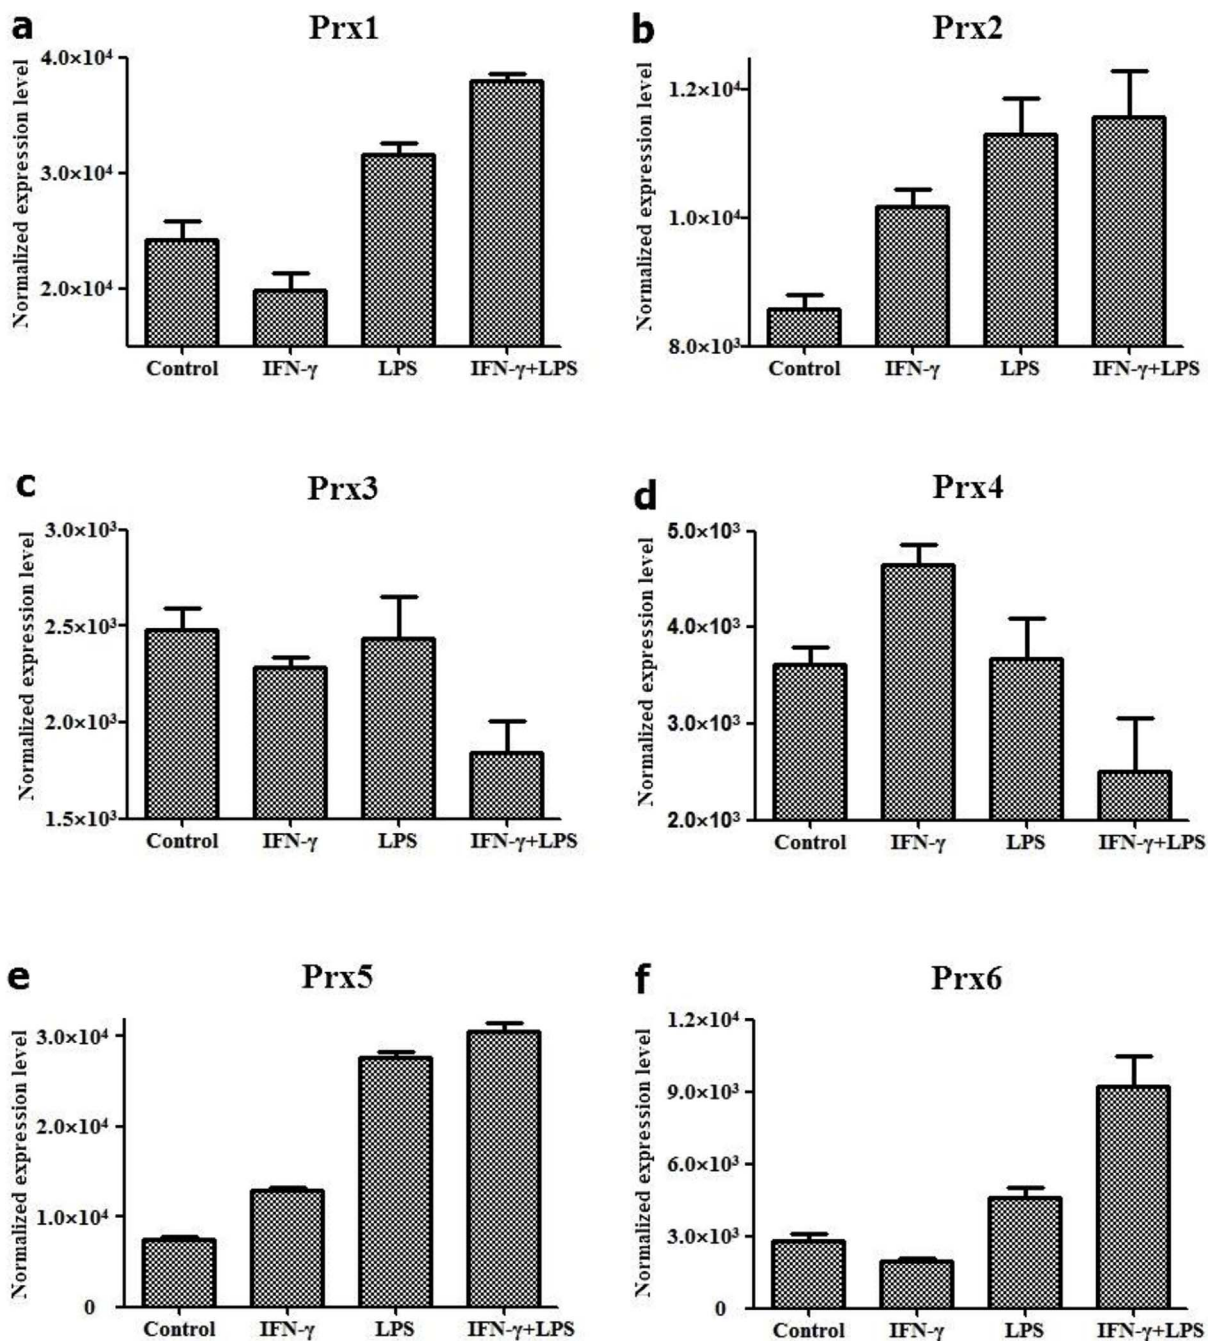 a
Prx1
Normalized expression level
4.0×10⁴
3.0×10⁴
2.0×10⁴
Control IFN-γ LPS IFN-γ+LPS
b
Prx2
Normalized expression level
1.2×10⁴
1.0×10⁴
8.0×10³
Control IFN-γ LPS IFN-γ+LPS
c
Prx3
Normalized expression level
3.0×10³
2.5×10³
2.0×10³
1.5×10³
Control IFN-γ LPS IFN-γ+LPS
d
Prx4
Normalized expression level
5.0×10³
4.0×10³
3.0×10³
2.0×10³
Control IFN-γ LPS IFN-γ+LPS
e
Prx5
Normalized expression level
3.0×10⁴
2.0×10⁴
1.0×10⁴
0
Control IFN-γ LPS IFN-γ+LPS
f
Prx6
Normalized expression level
1.2×10⁴
9.0×10³
6.0×10³
3.0×10³
0
Control IFN-γ LPS IFN-γ+LPS